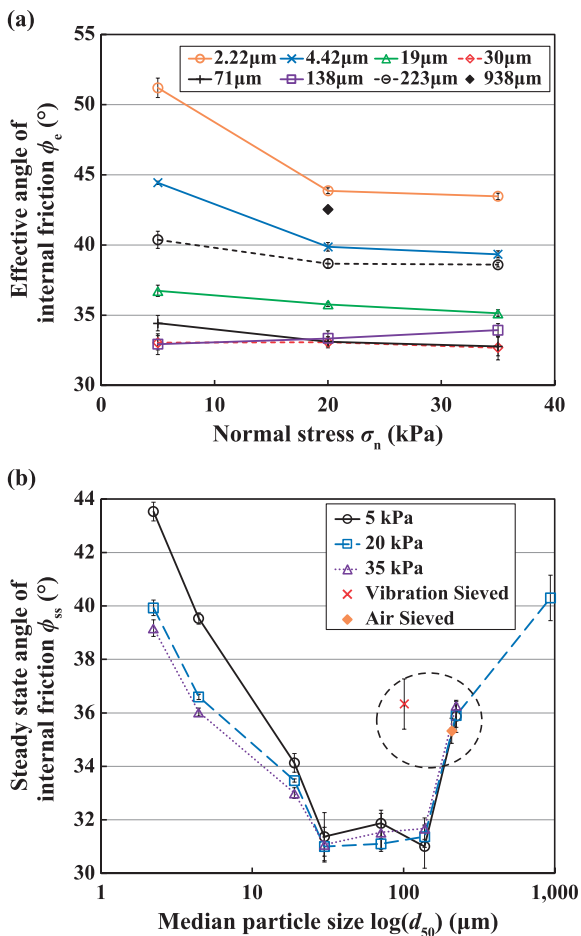 (a)
2.22μm 4.42μm 19μm 30μm
71μm 138μm 223μm 938μm
Effective angle of
internal friction ϕe (°)
55
50
45
40
35
30
0 10 20 30 40
Normal stress σn (kPa)
(b)
Steady state angle of
internal friction ϕss (°)
44
42
40
38
36
34
32
30
5 kPa
20 kPa
35 kPa
Vibration Sieved
Air Sieved
1 10 100 1,000
Median particle size log(d50) (μm)